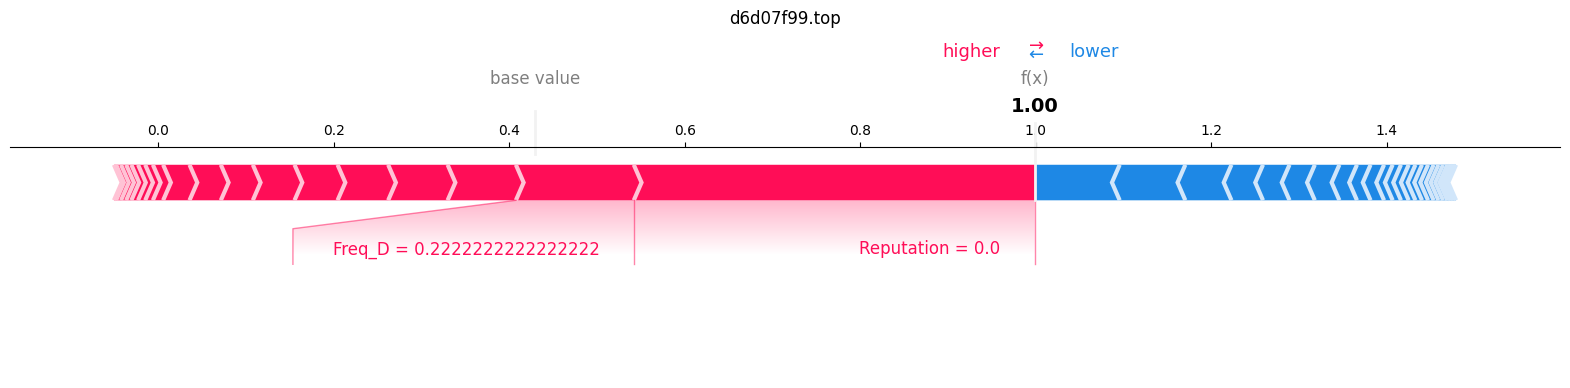 d6d07f99.top
higher → ← lower
base value f(x)
1.00
0.0 0.2 0.4 0.6 0.8 1.0 1.2 1.4
Freq_D = 0.2222222222222222 Reputation = 0.0